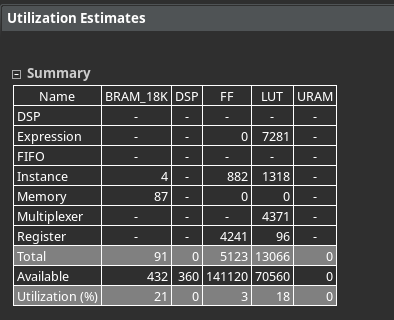 Utilization Estimates
Summary
Name BRAM_18K DSP FF LUT URAM
DSP - - - - -
Expression - - 0 7281 -
FIFO - - - - -
Instance 4 - 882 1318 -
Memory 87 - 0 0 0
Multiplexer - - - 4371 -
Register - - 4241 96 -
Total 91 0 5123 13066 0
Available 432 360 141120 70560 0
Utilization (%) 21 0 3 18 0